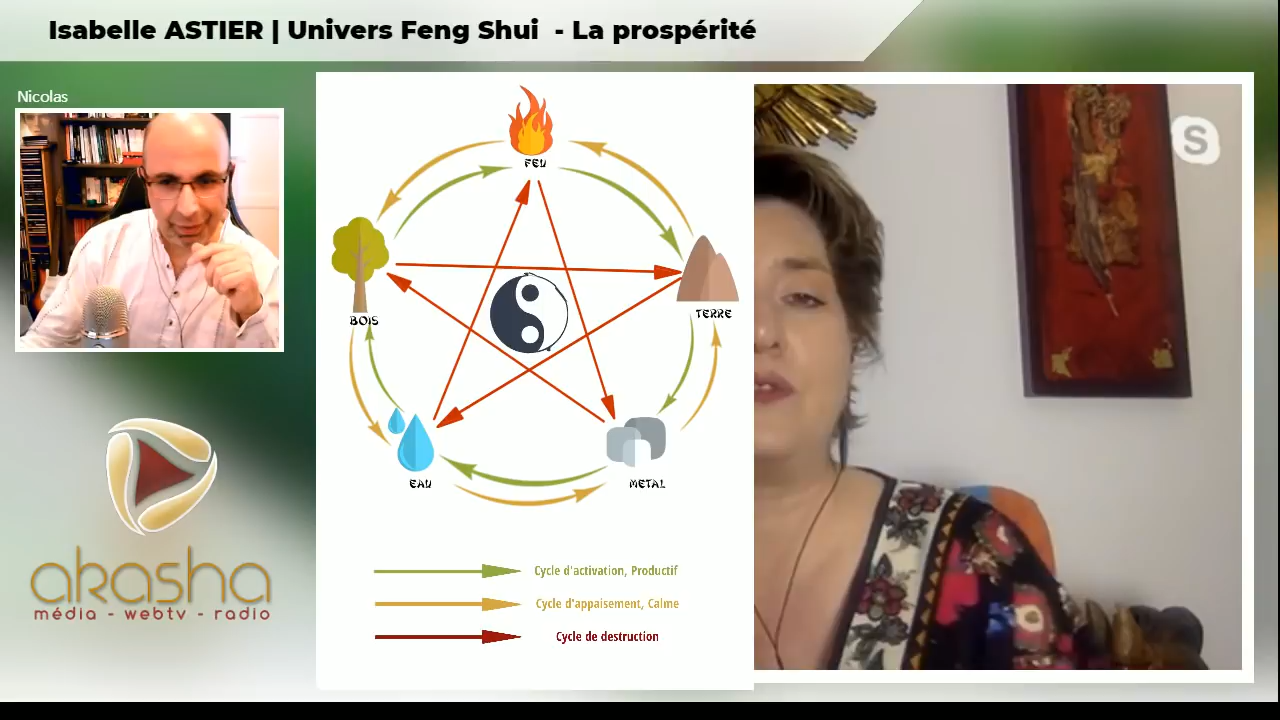 Isabelle ASTIER | Univers Feng Shui - La prospérité
Nicolas
S
FEU
BOIS
TERRE
EAU
METAL
Cycle d'activation, Productif
Cycle d'appaisement, Calme
Cycle de destruction
akasha
média - webtv - radio